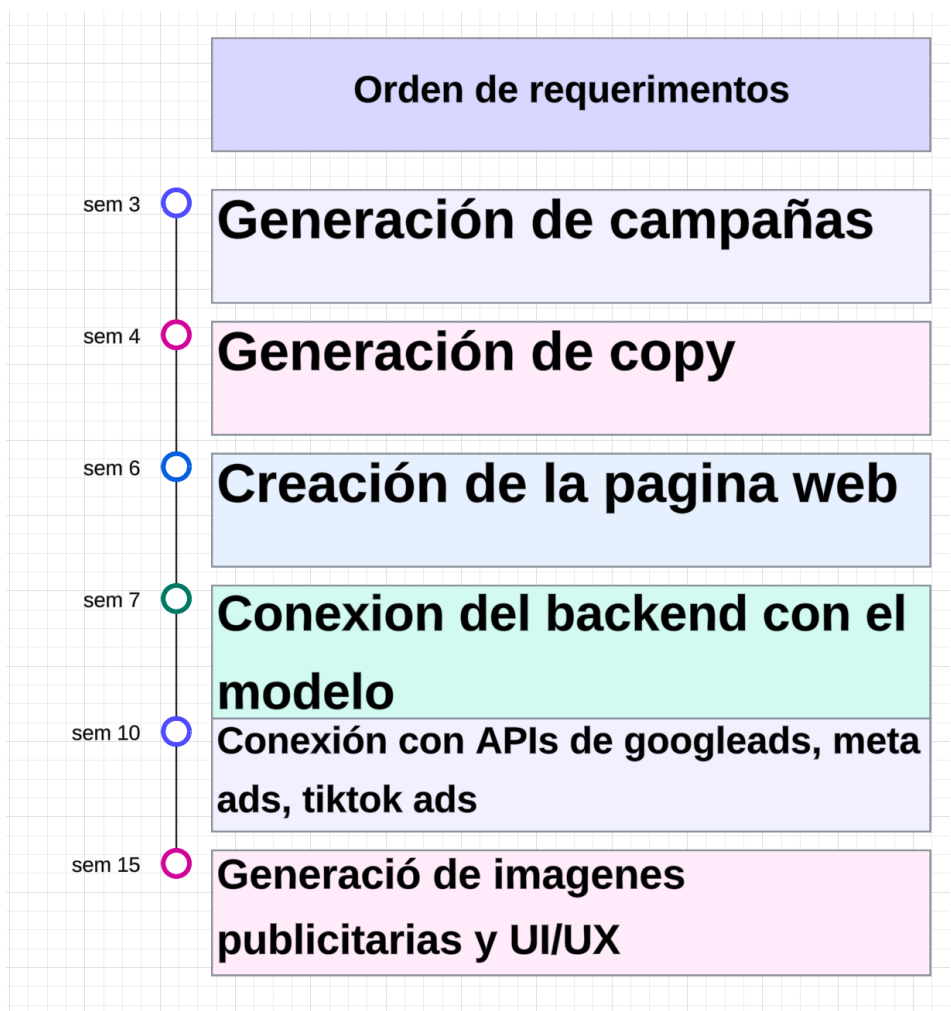 Orden de requerimentos
sem 3
Generación de campañas
sem 4
Generación de copy
sem 6
Creación de la pagina web
sem 7
Conexion del backend con el
modelo
sem 10
Conexión con APIs de googleads, meta
ads, tiktok ads
sem 15
Generació de imagenes
publicitarias y UI/UX